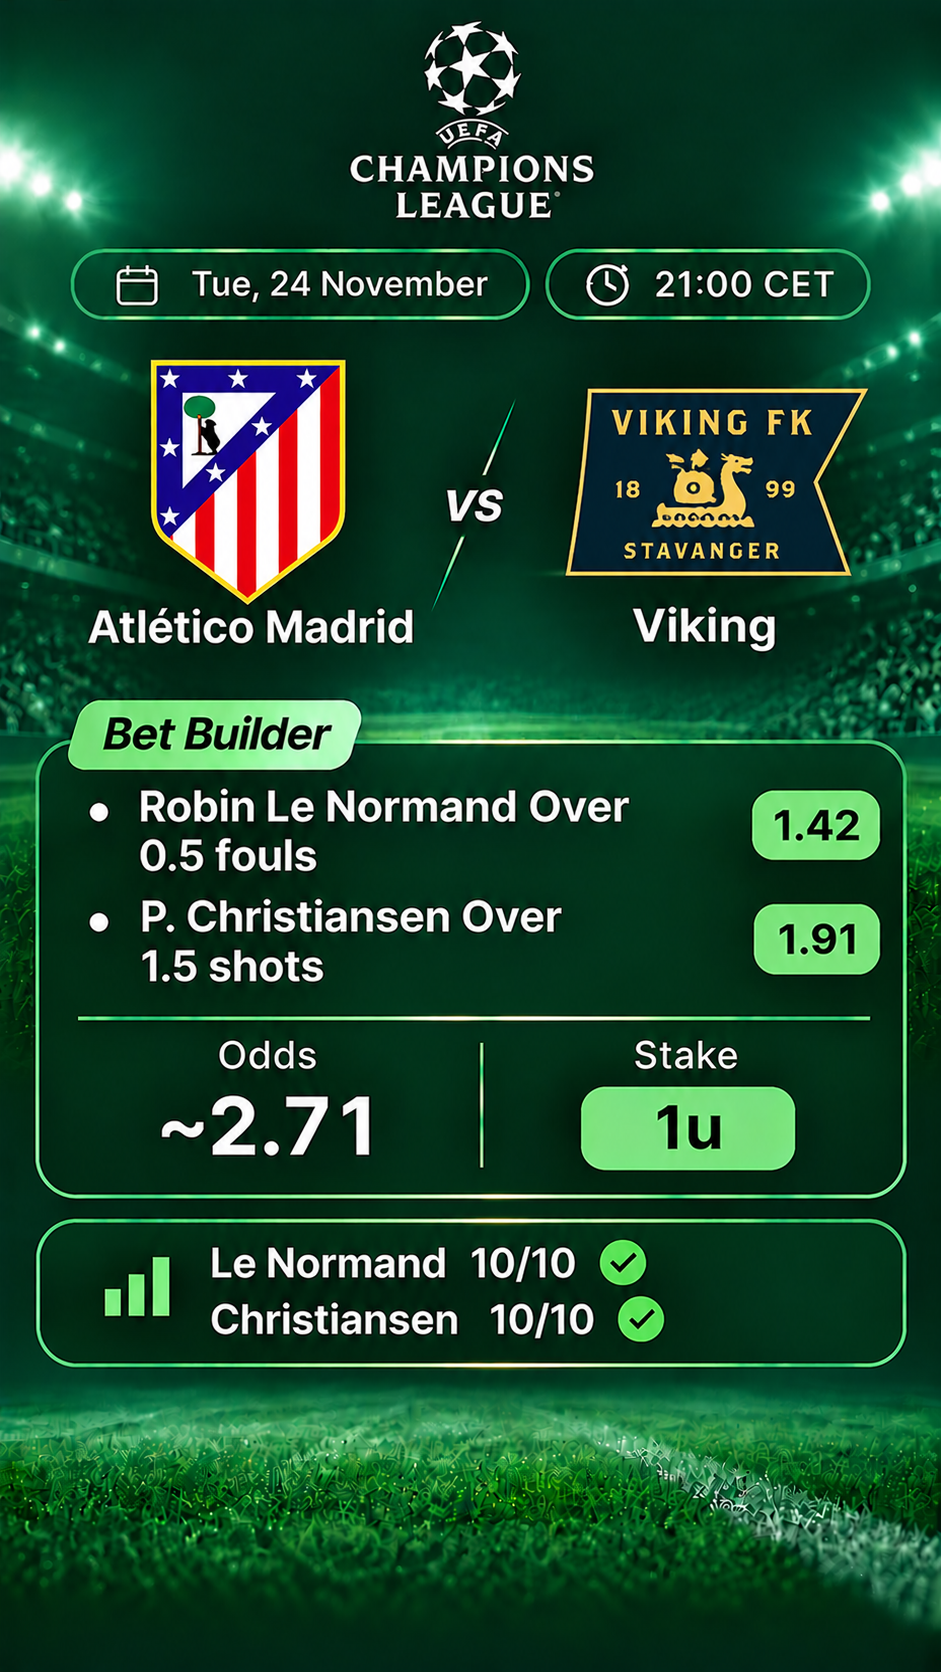 UEFA
CHAMPIONS
LEAGUE
Tue, 24 November
21:00 CET
VIKING FK
18 99
STAVANGER
VS
Atlético Madrid
Viking
Bet Builder
• Robin Le Normand Over
0.5 fouls
1.42
• P. Christiansen Over
1.5 shots
1.91
Odds
~2.71
Stake
1u
Le Normand 10/10
Christiansen 10/10